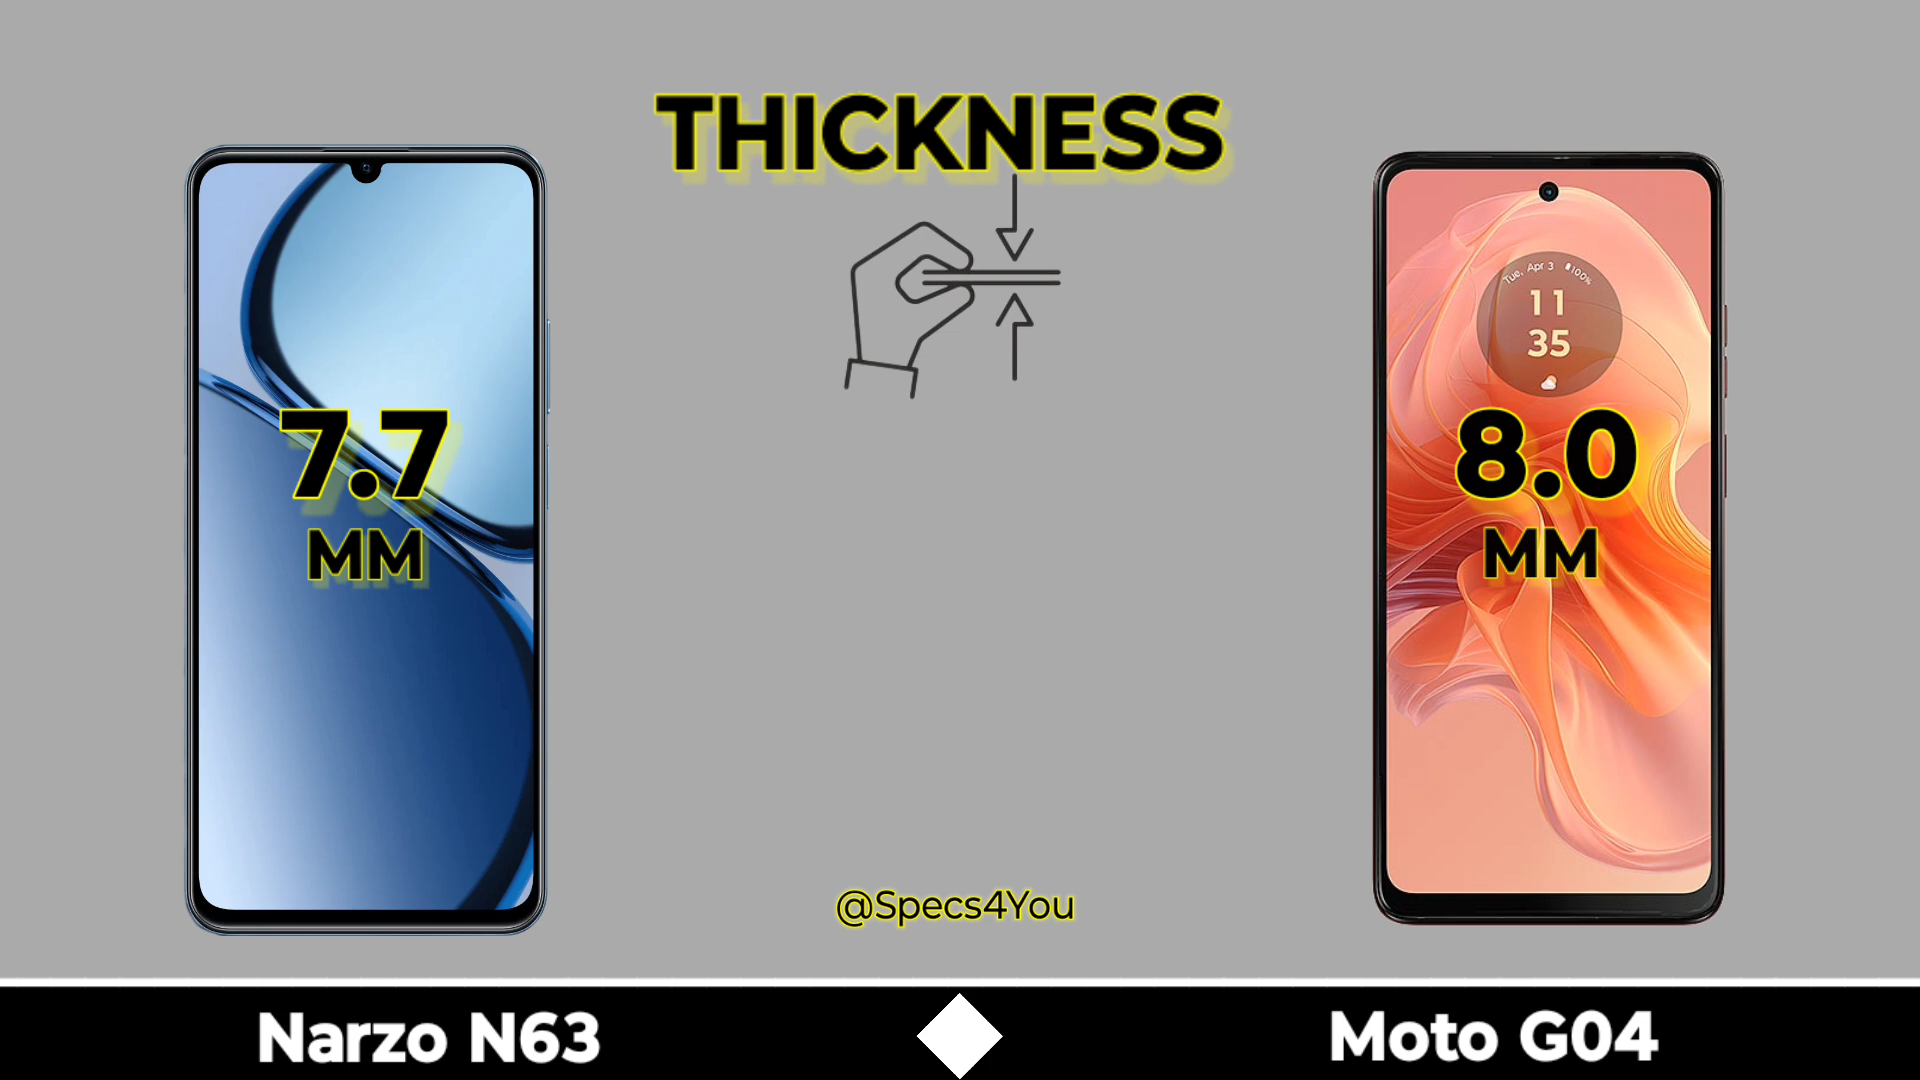 THICKNESS
Tue, Apr 3 100%
11
35
7.7
MM
8.0
MM
@Specs4You
Narzo N63
Moto G04